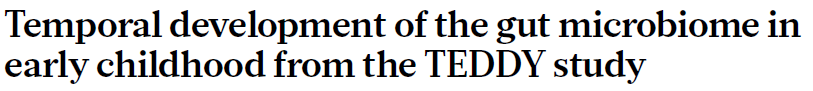 Temporal development of the gut microbiome in
early childhood from the TEDDY study